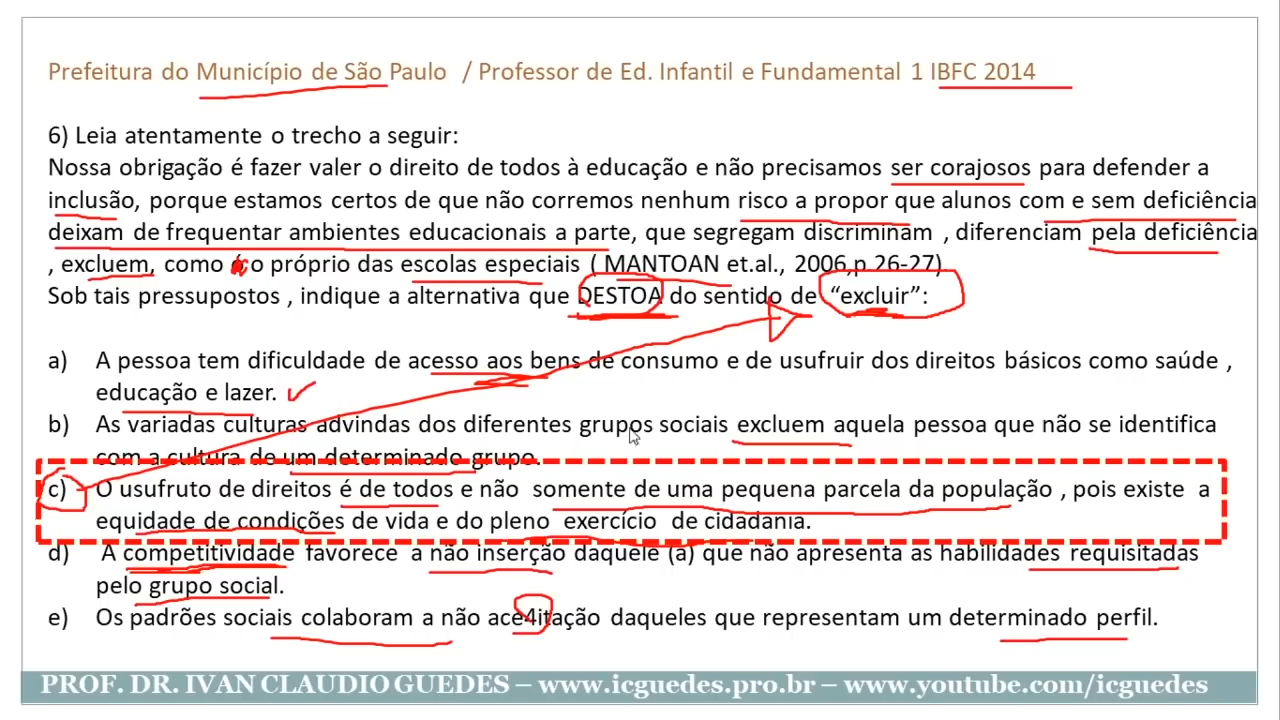 Prefeitura do Município de São Paulo / Professor de Ed. Infantil e Fundamental 1 IBFC 2014
6) Leia atentamente o trecho a seguir:
Nossa obrigação é fazer valer o direito de todos à educação e não precisamos ser corajosos para defender a
inclusão, porque estamos certos de que não corremos nenhum risco a propor que alunos com e sem deficiência
deixam de frequentar ambientes educacionais a parte, que segregam discriminam , diferenciam pela deficiência
, excluem, como o próprio das escolas especiais ( MANTOAN et.al., 2006,p 26-27)
Sob tais pressupostos , indique a alternativa que DESTOA do sentido de “excluir”:
a) A pessoa tem dificuldade de acesso aos bens de consumo e de usufruir dos direitos básicos como saúde ,
educação e lazer.
b) As variadas culturas advindas dos diferentes grupos sociais excluem aquela pessoa que não se identifica
com a cultura de um determinado grupo.
c) O usufruto de direitos é de todos e não somente de uma pequena parcela da população , pois existe a
equidade de condições de vida e do pleno exercício de cidadania.
d) A competitividade favorece a não inserção daquele (a) que não apresenta as habilidades requisitadas
pelo grupo social.
e) Os padrões sociais colaboram a não ace4itação daqueles que representam um determinado perfil.
PROF. DR. IVAN CLAUDIO GUEDES – www.icguedes.pro.br – www.youtube.com/icguedes